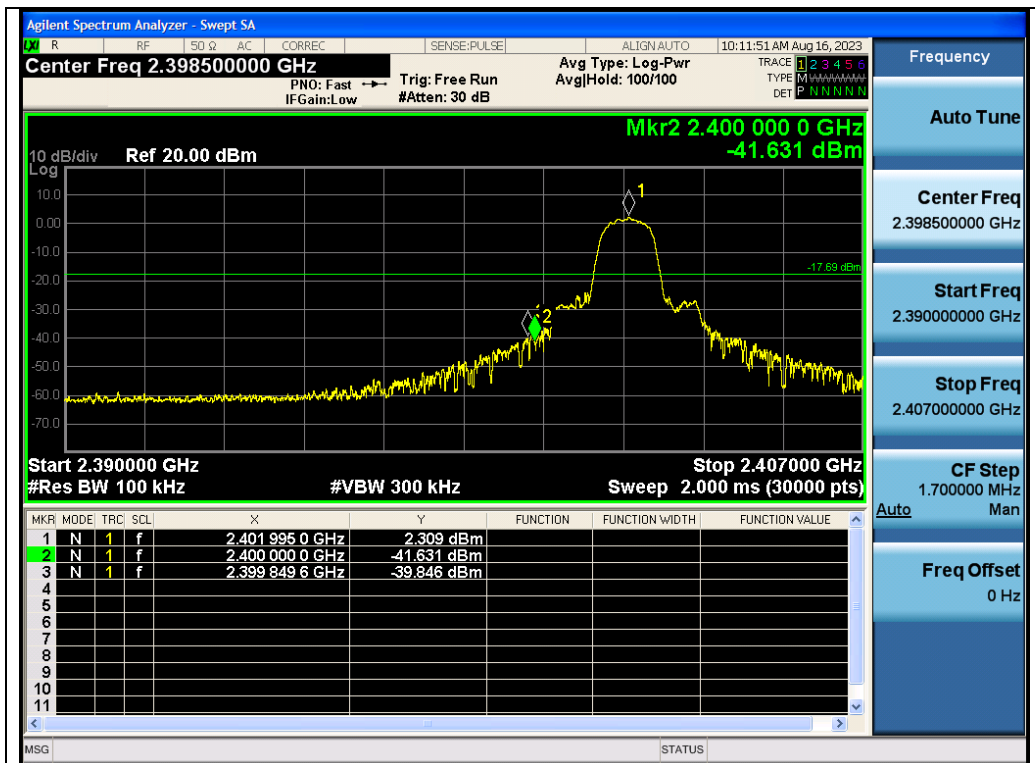 Agilent Spectrum Analyzer - Swept SA
LXI R RF 50 Ω AC CORREC SENSE:PULSE ALIGN AUTO 10:11:51 AM Aug 16, 2023
Center Freq 2.398500000 GHz
PNO: Fast
IFGain:Low
Trig: Free Run
#Atten: 30 dB
Avg Type: Log-Pwr
Avg|Hold: 100/100
TRACE 1 2 3 4 5 6
TYPE M
DET P N N N N N
Mkr2 2.400 000 0 GHz
-41.631 dBm
10 dB/div Ref 20.00 dBm
Log
10.0
0.00
-10.0
-20.0
-30.0
-40.0
-50.0
-60.0
-70.0
1
2
-17.69 dBm
Start 2.390000 GHz Stop 2.407000 GHz
#Res BW 100 kHz #VBW 300 kHz Sweep 2.000 ms (30000 pts)
MKR MODE TRC SCL X Y FUNCTION FUNCTION WIDTH FUNCTION VALUE
1 N 1 f 2.401 995 0 GHz 2.309 dBm
2 N 1 f 2.400 000 0 GHz -41.631 dBm
3 N 1 f 2.399 849 6 GHz -39.846 dBm
4
5
6
7
8
9
10
11
MSG STATUS
Frequency
Auto Tune
Center Freq
2.398500000 GHz
Start Freq
2.390000000 GHz
Stop Freq
2.407000000 GHz
CF Step
1.700000 MHz
Auto Man
Freq Offset
0 Hz